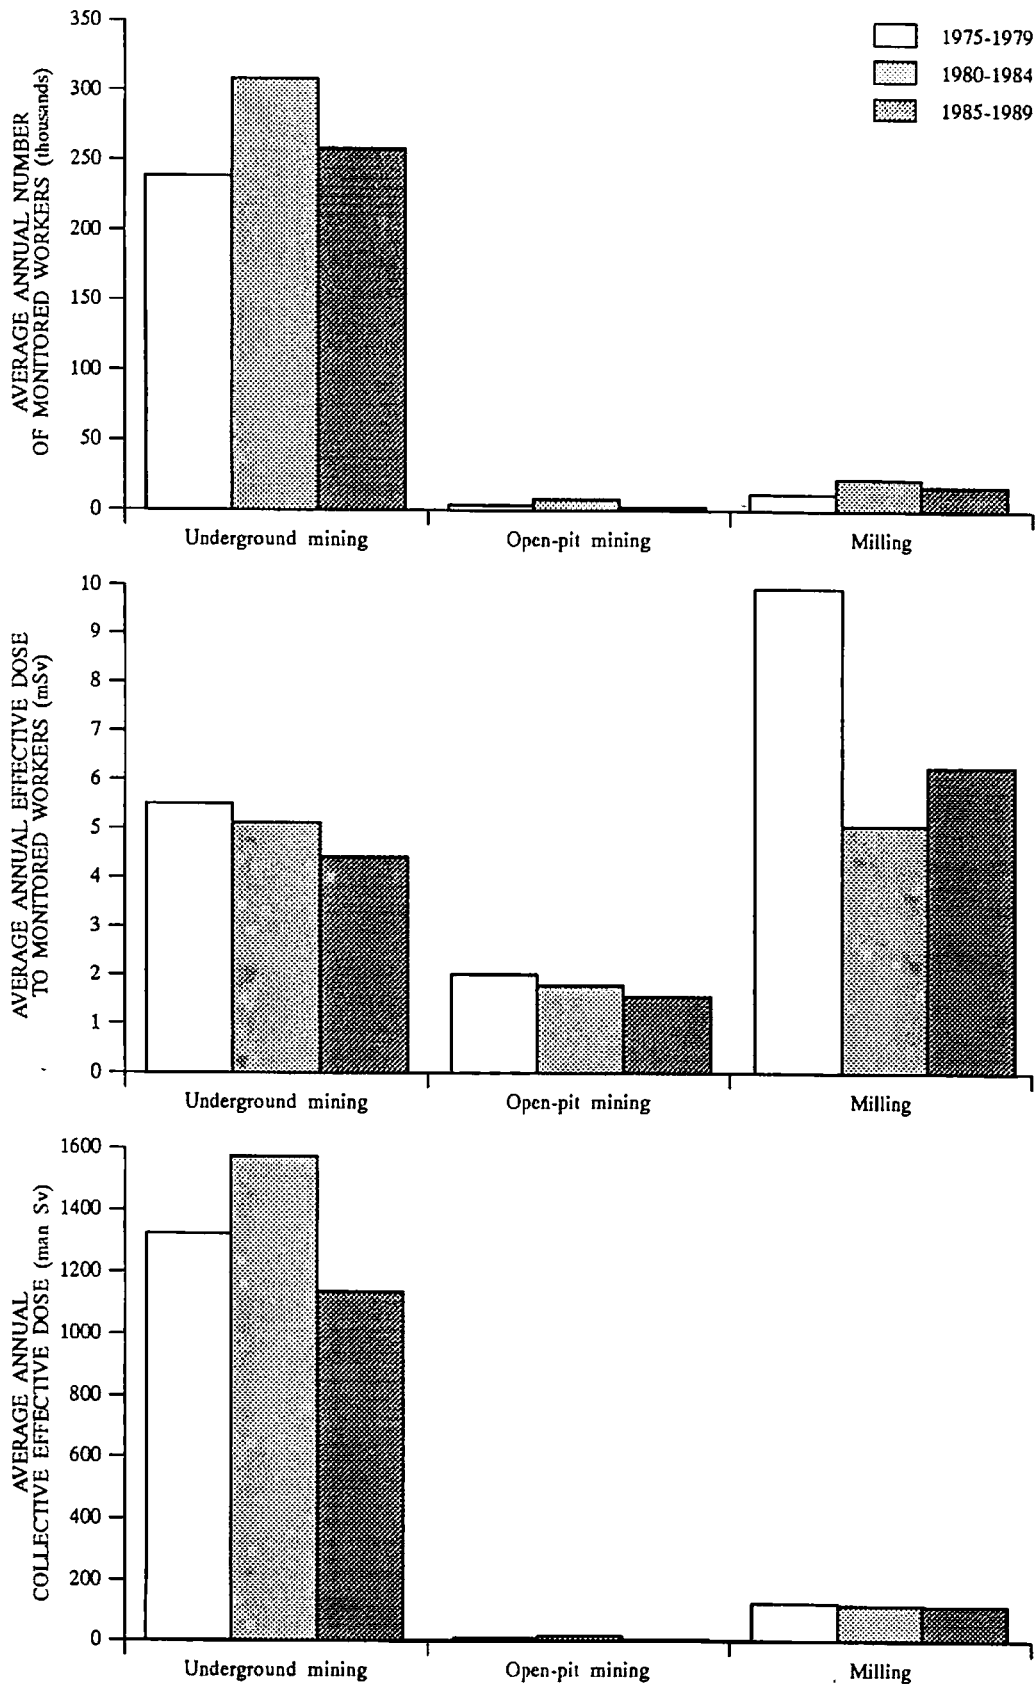 AVERAGE ANNUAL NUMBER
OF MONITORED WORKERS (thousands)
350
300
250
200
150
100
50
0
1975-1979
1980-1984
1985-1989
Underground mining
Open-pit mining
Milling
AVERAGE ANNUAL EFFECTIVE DOSE
TO MONITORED WORKERS (mSv)
10
9
8
7
6
5
4
3
2
1
0
Underground mining
Open-pit mining
Milling
AVERAGE ANNUAL
COLLECTIVE EFFECTIVE DOSE (man Sv)
1600
1400
1200
1000
800
600
400
200
0
Underground mining
Open-pit mining
Milling